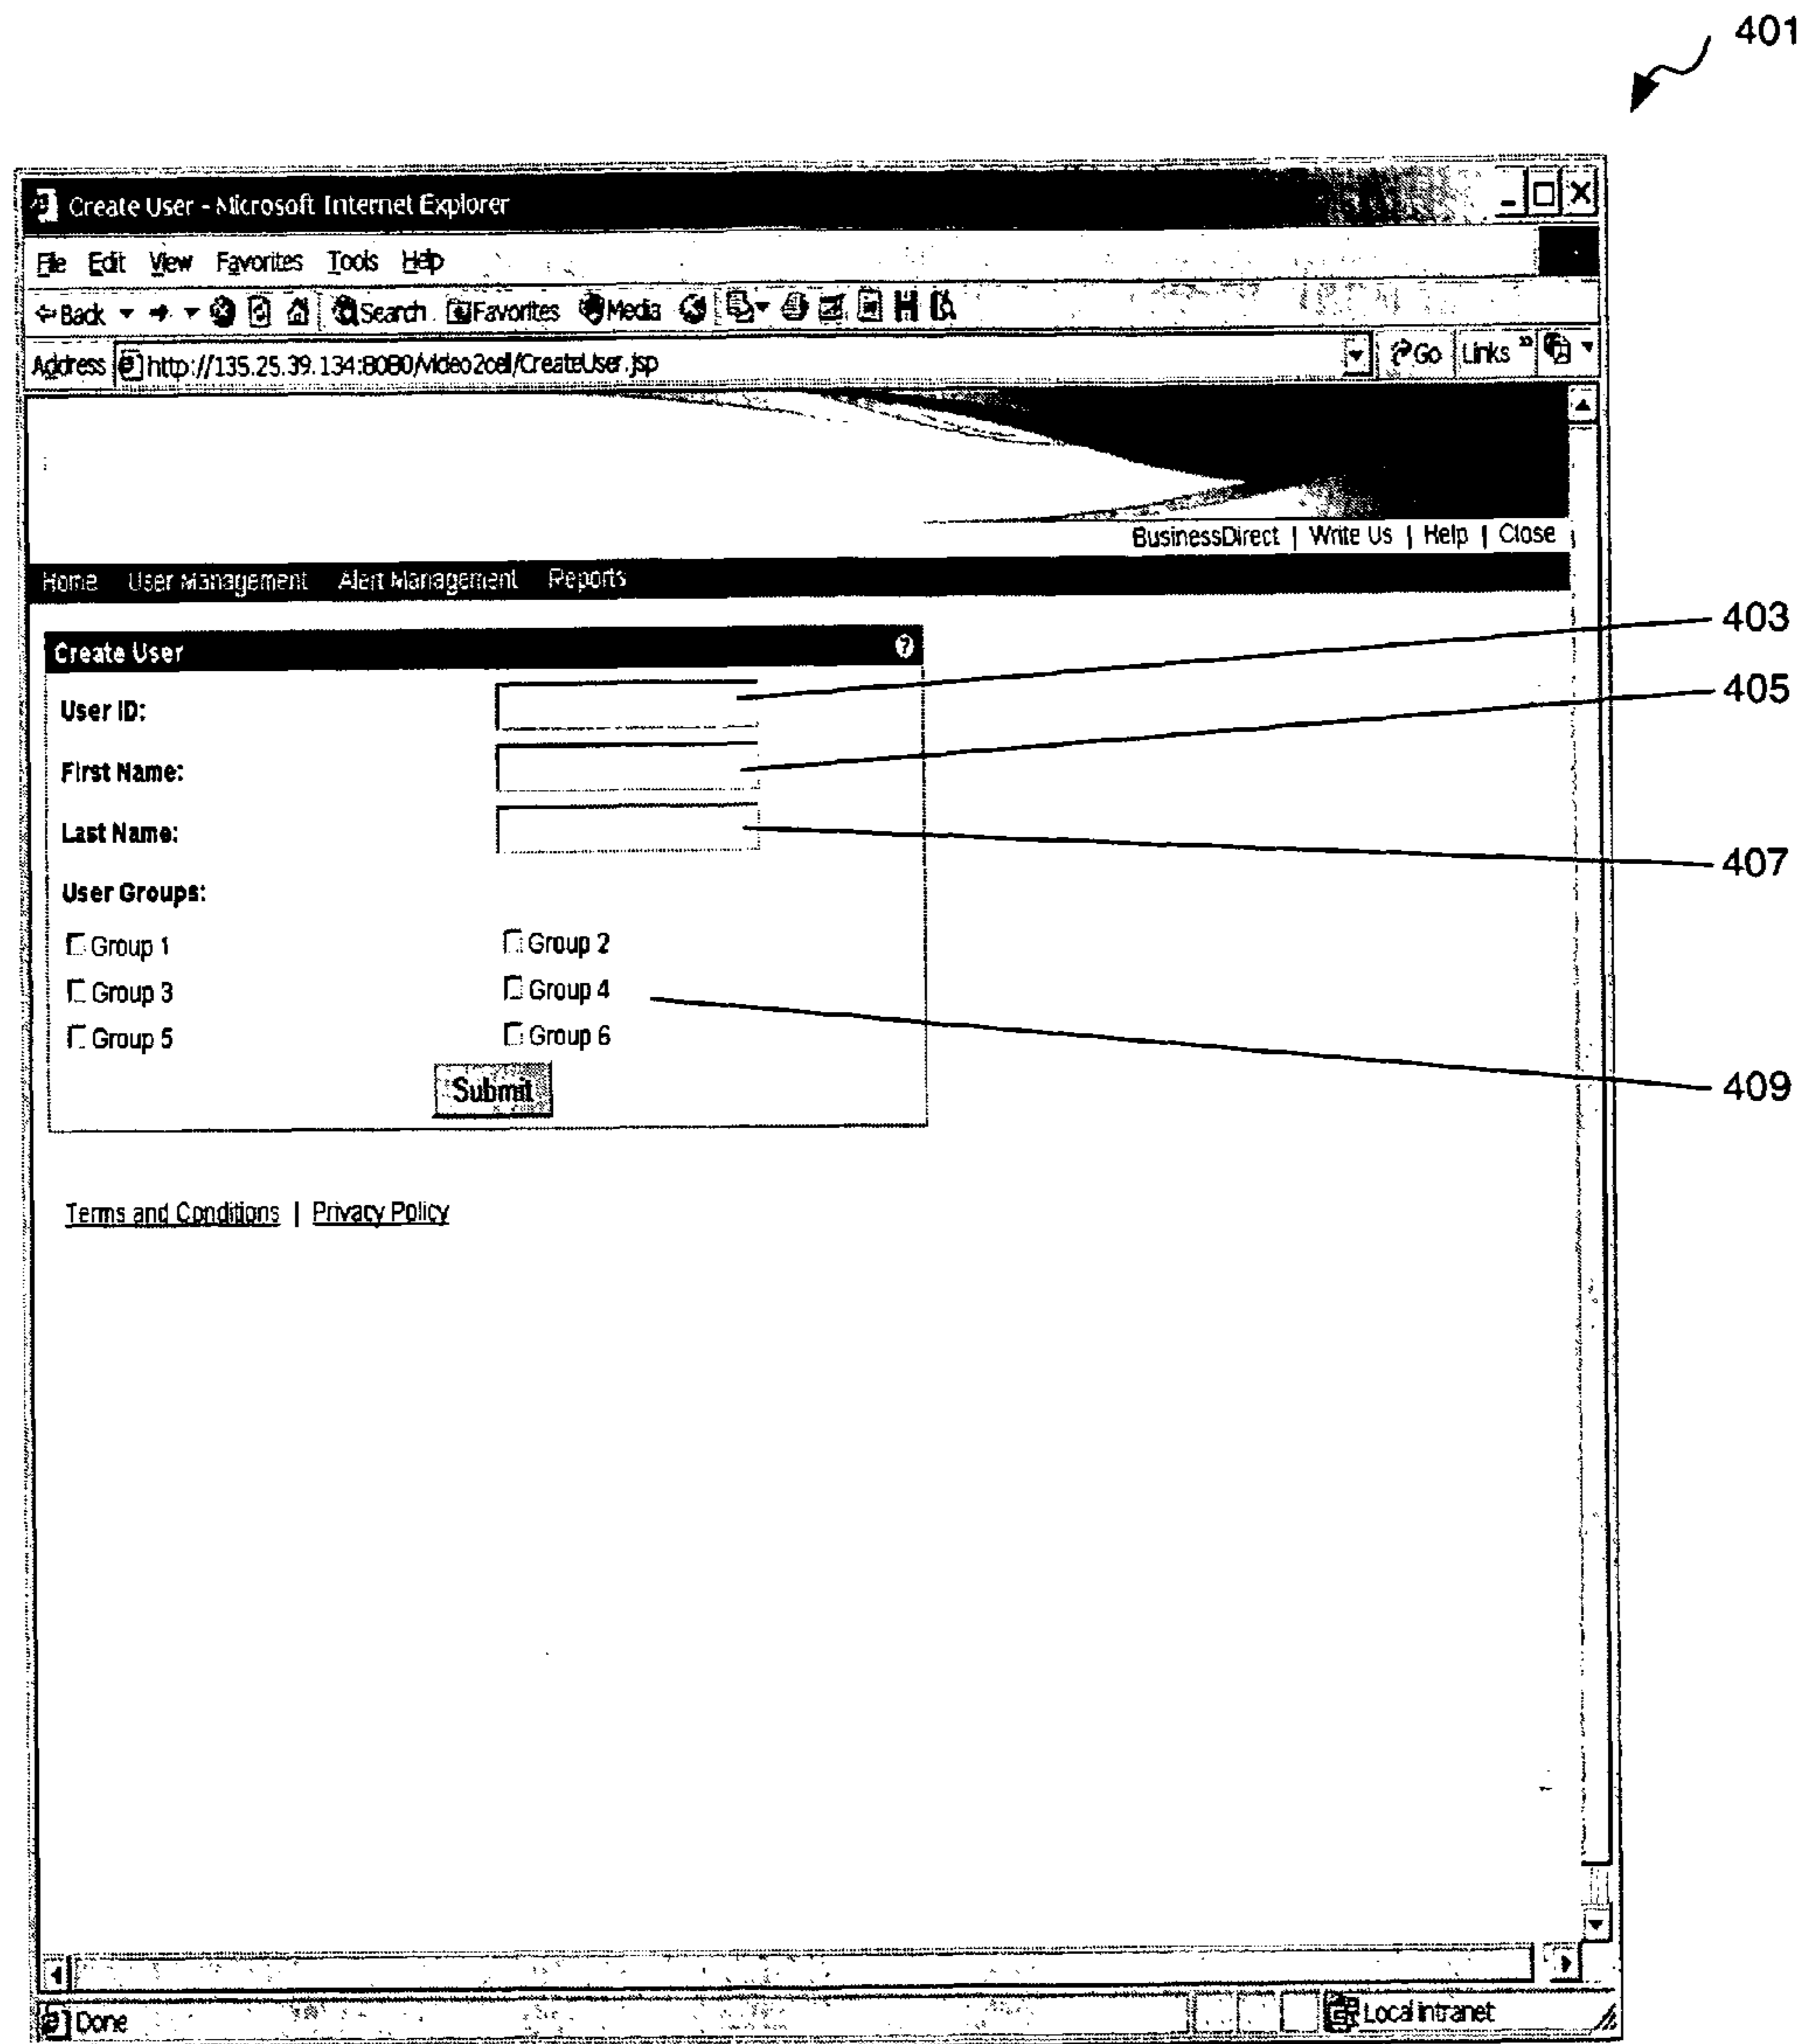 401
Create User - Microsoft Internet Explorer
File Edit View Favorites Tools Help
Back Search Favorites Media
Address http://135.25.39.134:8080/video2cell/CreateUser.jsp Go Links »
BusinessDirect | Write Us | Help | Close
Home User Management Alert Management Reports
Create User ?
403
User ID:
405
First Name:
Last Name:
407
User Groups:
Group 1 Group 2
Group 3 Group 4
Group 5 Group 6
409
Submit
Terms and Conditions | Privacy Policy
Done Local intranet